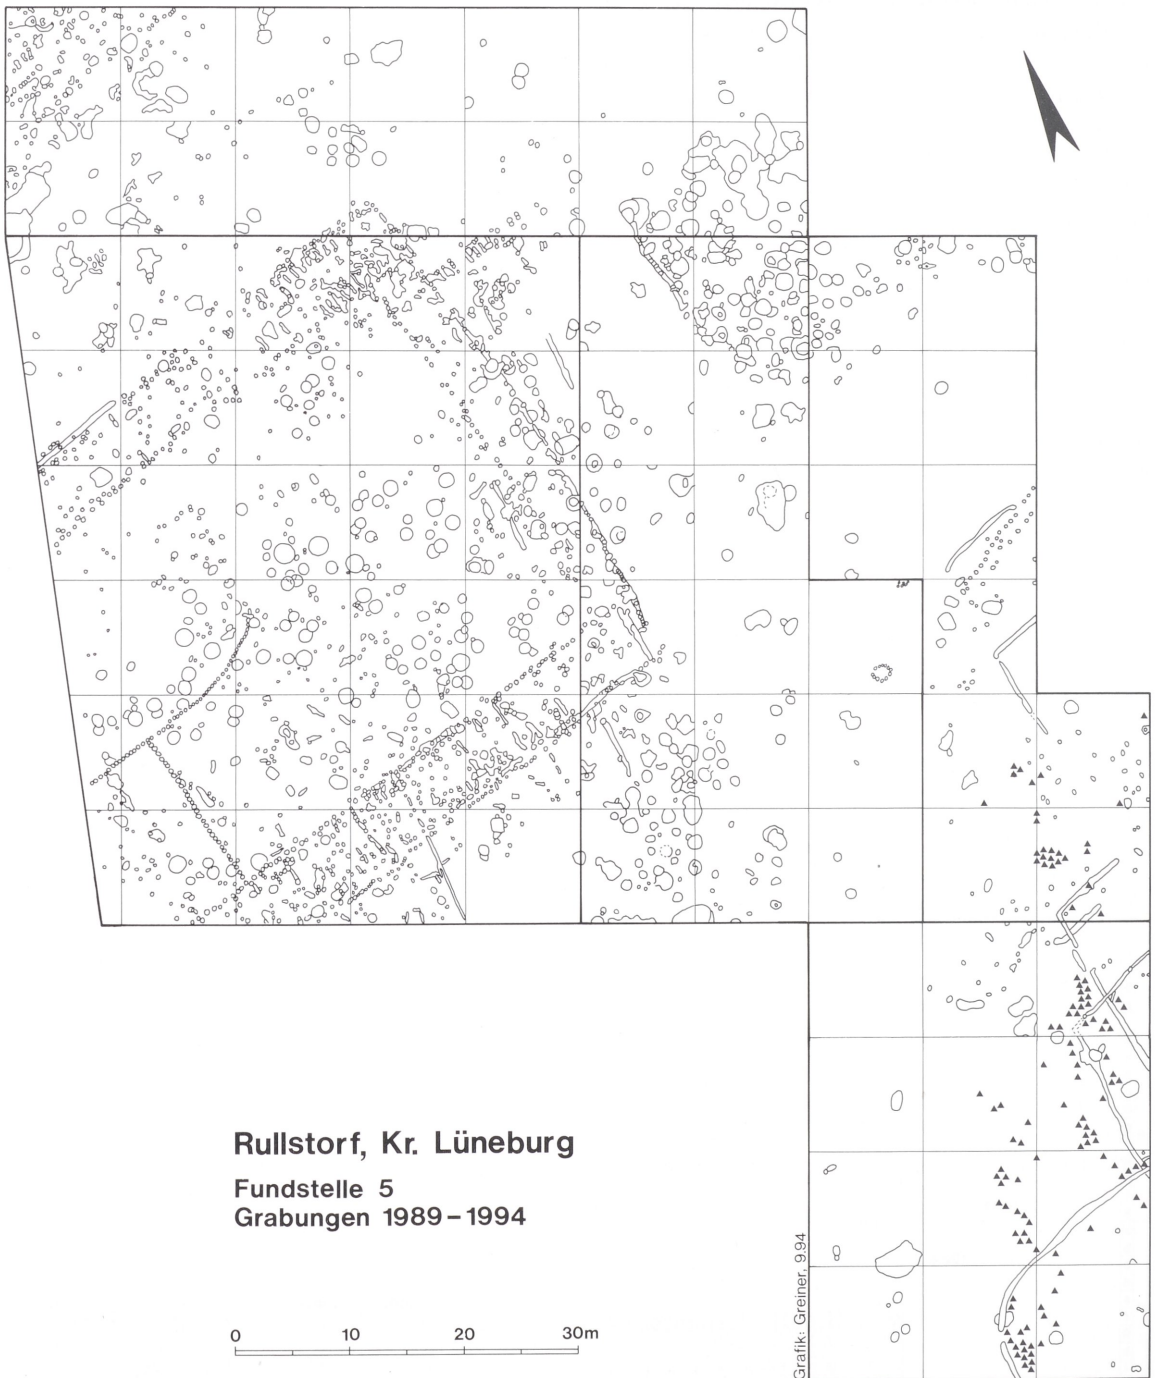 Rullstorf, Kr. Lüneburg
Fundstelle 5
Grabungen 1989–1994
0 10 20 30m
Grafik: Greiner, 9.94